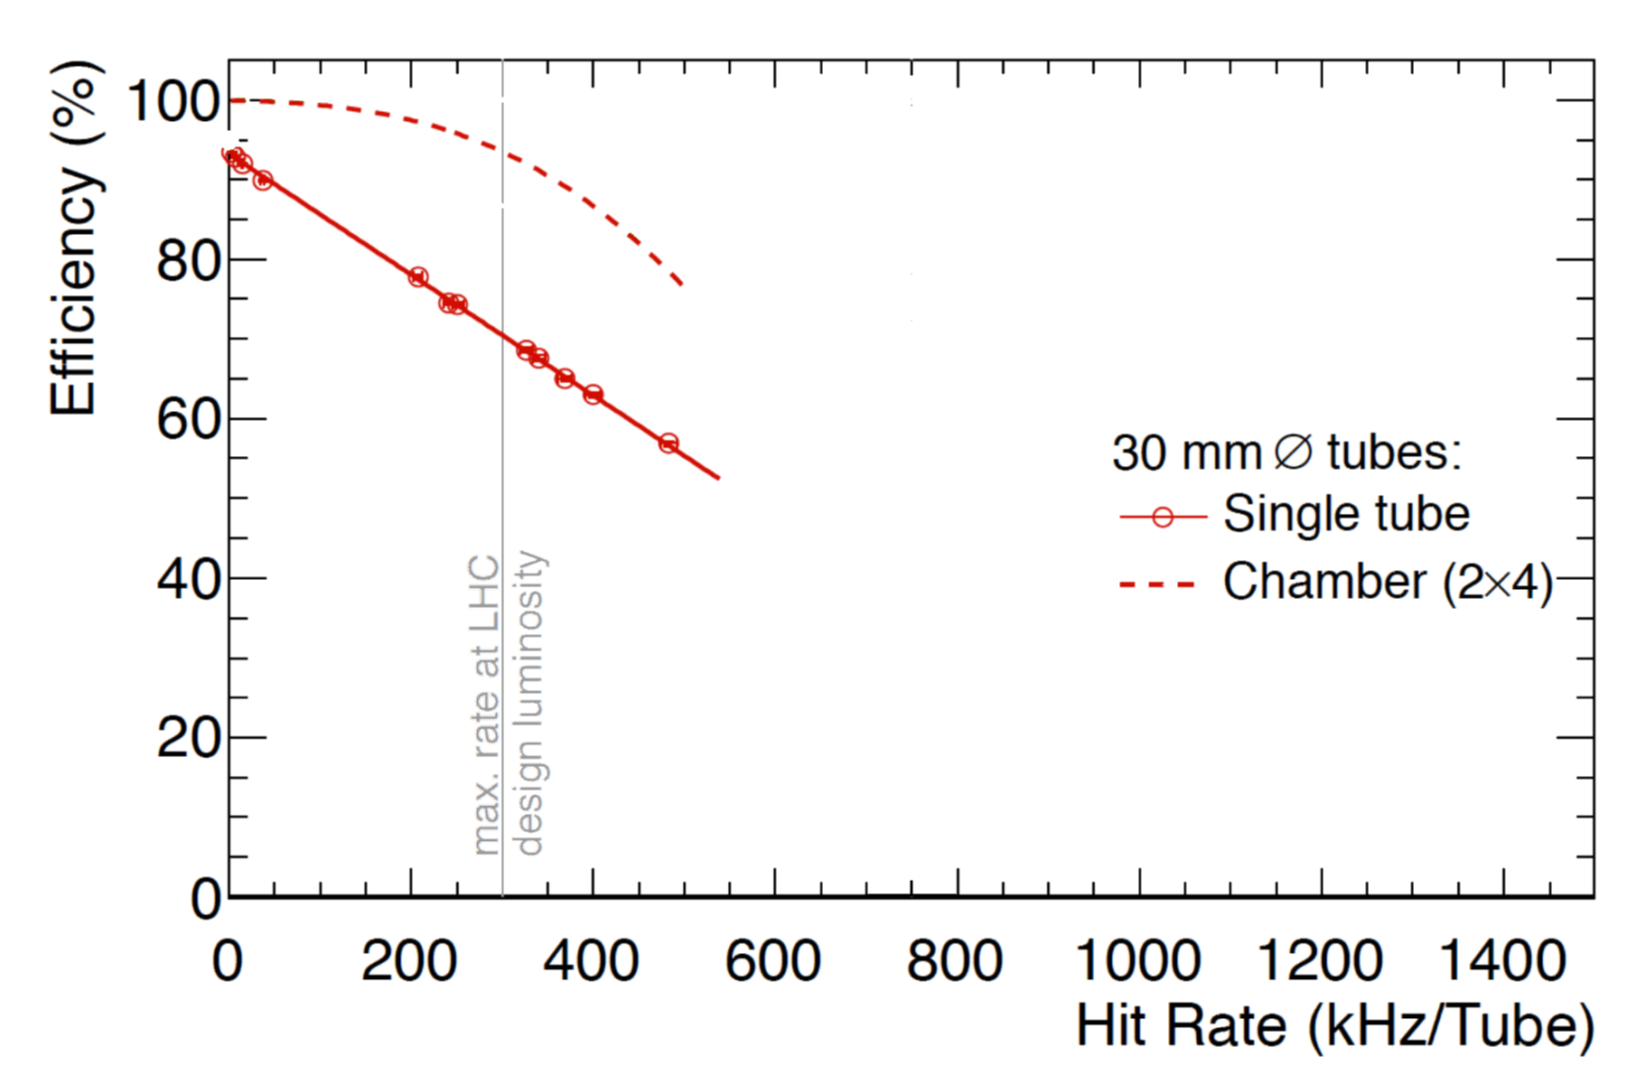 Efficiency (%)
100
80
60
40
20
0
max. rate at LHC
design luminosity
30 mm ∅ tubes:
Single tube
Chamber (2×4)
0 200 400 600 800 1000 1200 1400
Hit Rate (kHz/Tube)